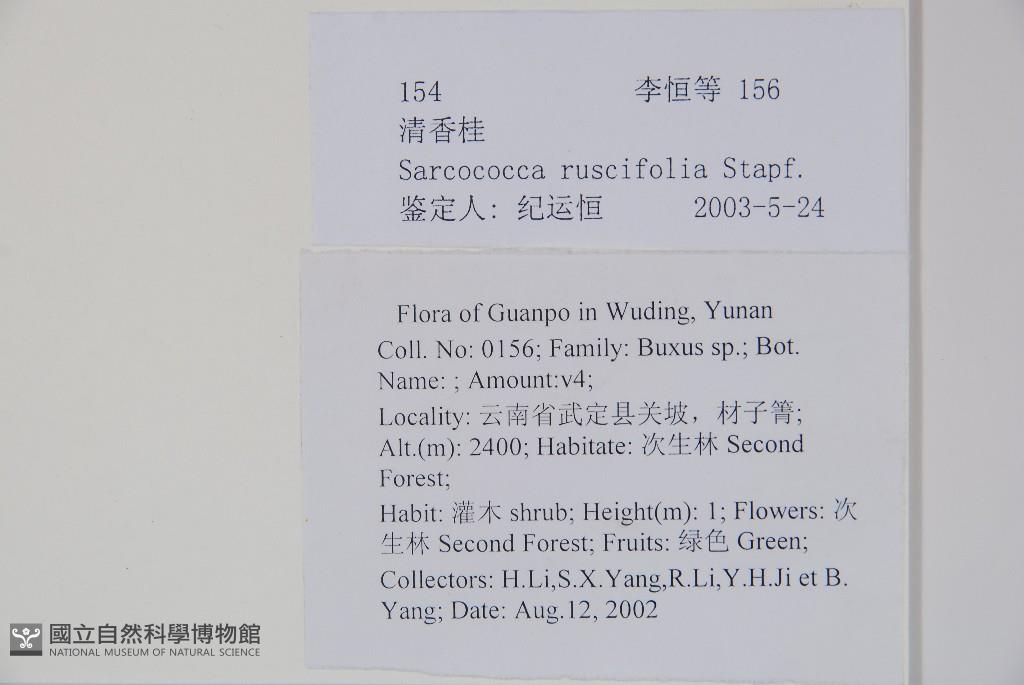 154 李恒等 156
清香桂
Sarcococca ruscifolia Stapf.
鉴定人: 纪运恒 2003-5-24
Flora of Guanpo in Wuding, Yunan
Coll. No: 0156; Family: Buxus sp.; Bot.
Name: ; Amount:v4;
Locality: 云南省武定县关坡，材子箐;
Alt.(m): 2400; Habitate: 次生林 Second
Forest;
Habit: 灌木 shrub; Height(m): 1; Flowers: 次
生林 Second Forest; Fruits: 绿色 Green;
Collectors: H.Li,S.X.Yang,R.Li,Y.H.Ji et B.
Yang; Date: Aug.12, 2002
國立自然科學博物館
NATIONAL MUSEUM OF NATURAL SCIENCE